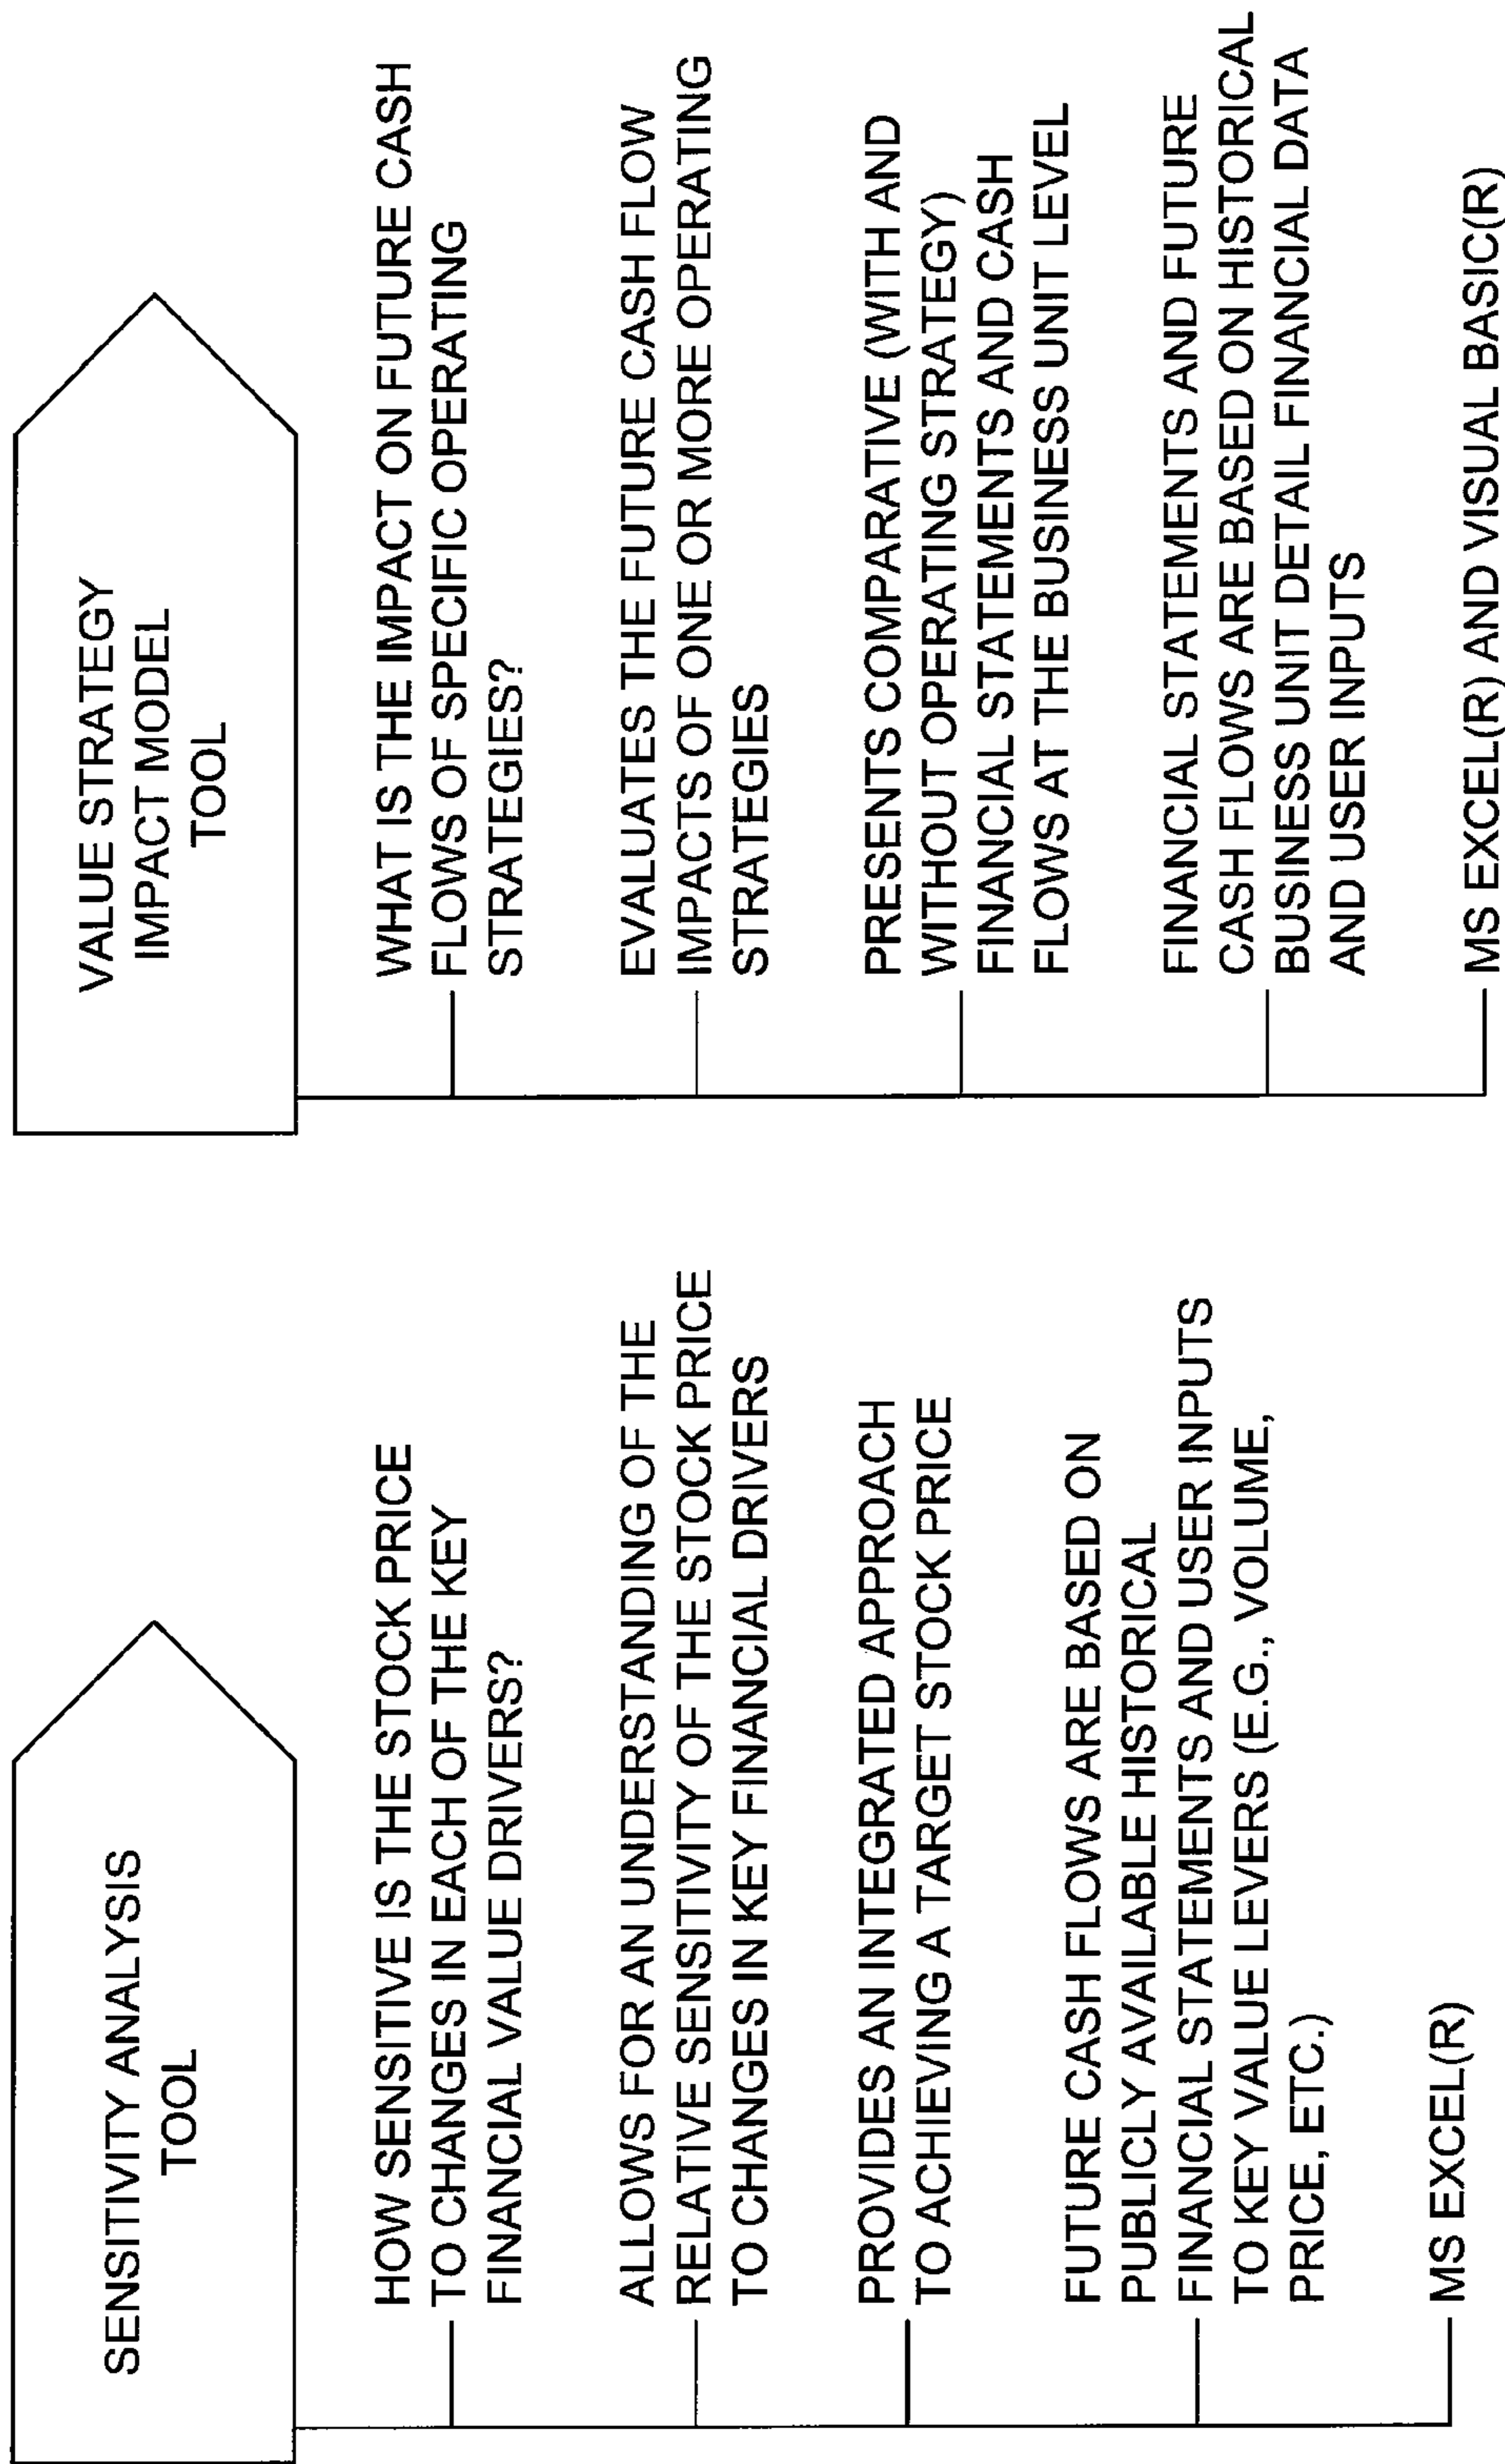 SENSITIVITY ANALYSIS
TOOL
HOW SENSITIVE IS THE STOCK PRICE
TO CHANGES IN EACH OF THE KEY
FINANCIAL VALUE DRIVERS?
ALLOWS FOR AN UNDERSTANDING OF THE
RELATIVE SENSITIVITY OF THE STOCK PRICE
TO CHANGES IN KEY FINANCIAL DRIVERS
PROVIDES AN INTEGRATED APPROACH
TO ACHIEVING A TARGET STOCK PRICE
FUTURE CASH FLOWS ARE BASED ON
PUBLICLY AVAILABLE HISTORICAL
FINANCIAL STATEMENTS AND USER INPUTS
TO KEY VALUE LEVERS (E.G., VOLUME,
PRICE, ETC.)
MS EXCEL(R)
VALUE STRATEGY
IMPACT MODEL
TOOL
WHAT IS THE IMPACT ON FUTURE CASH
FLOWS OF SPECIFIC OPERATING
STRATEGIES?
EVALUATES THE FUTURE CASH FLOW
IMPACTS OF ONE OR MORE OPERATING
STRATEGIES
PRESENTS COMPARATIVE (WITH AND
WITHOUT OPERATING STRATEGY)
FINANCIAL STATEMENTS AND CASH
FLOWS AT THE BUSINESS UNIT LEVEL
FINANCIAL STATEMENTS AND FUTURE
CASH FLOWS ARE BASED ON HISTORICAL
BUSINESS UNIT DETAIL FINANCIAL DATA
AND USER INPUTS
MS EXCEL(R) AND VISUAL BASIC(R)